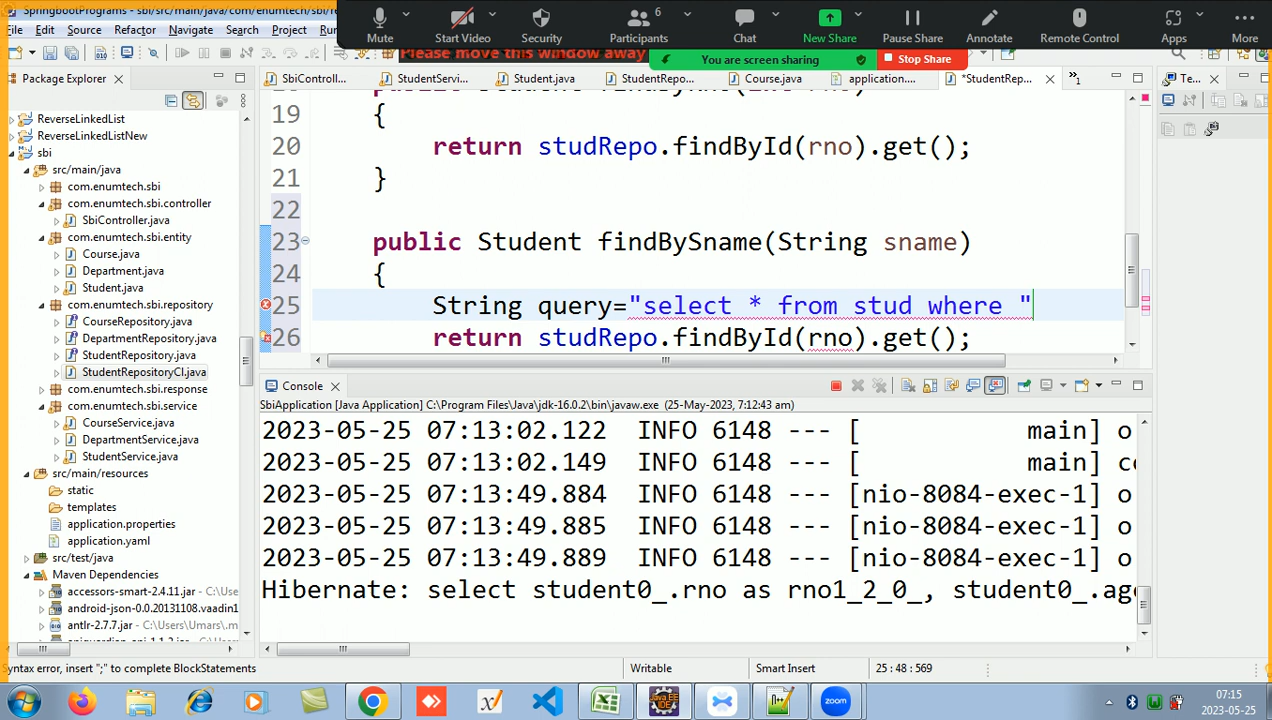 SpringbootPrograms - sbi/src/main/java/com/enumtech/sbi/re
Mute
Start Video
Security
6
Participants
Chat
New Share
Pause Share
Annotate
Remote Control
Apps
More
File Edit Source Refactor Navigate Search Project Ru
Please move this window away
You are screen sharing
Stop Share
Package Explorer
SbiControll...
StudentServi...
Student.java
StudentRepo...
Course.java
application....
*StudentRep...
»1
Te...
ReverseLinkedList
ReverseLinkedListNew
sbi
src/main/java
com.enumtech.sbi
com.enumtech.sbi.controller
SbiController.java
com.enumtech.sbi.entity
Course.java
Department.java
Student.java
com.enumtech.sbi.repository
CourseRepository.java
DepartmentRepository.java
StudentRepository.java
StudentRepositoryCI.java
com.enumtech.sbi.response
com.enumtech.sbi.service
CourseService.java
DepartmentService.java
StudentService.java
src/main/resources
static
templates
application.properties
application.yaml
src/test/java
Maven Dependencies
accessors-smart-2.4.11.jar - C:\Use
android-json-0.0.20131108.vaadin1
antlr-2.7.7.jar - C:\Users\Umars\.m
19 {
20 return studRepo.findById(rno).get();
21 }
22
23 public Student findBySname(String sname)
24 {
25 String query="select * from stud where "
26 return studRepo.findById(rno).get();
Console
SbiApplication [Java Application] C:\Program Files\Java\jdk-16.0.2\bin\javaw.exe (25-May-2023, 7:12:43 am)
2023-05-25 07:13:02.122 INFO 6148 --- [ main] o
2023-05-25 07:13:02.149 INFO 6148 --- [ main] co
2023-05-25 07:13:49.884 INFO 6148 --- [nio-8084-exec-1] o
2023-05-25 07:13:49.885 INFO 6148 --- [nio-8084-exec-1] o
2023-05-25 07:13:49.889 INFO 6148 --- [nio-8084-exec-1] o
Hibernate: select student0_.rno as rno1_2_0_, student0_.age
Syntax error, insert ";" to complete BlockStatements
Writable
Smart Insert
25 : 48 : 569
zoom
07:15
2023-05-25